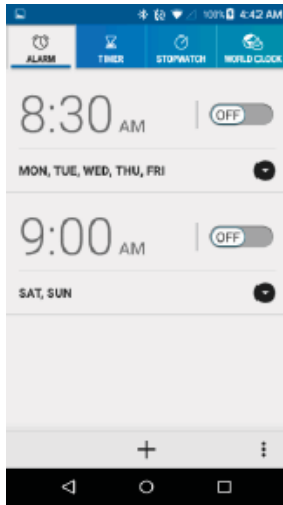 100% 4:42 AM
ALARM TIMER STOPWATCH WORLD CLOCK
8:30 AM OFF
MON, TUE, WED, THU, FRI
9:00 AM OFF
SAT, SUN